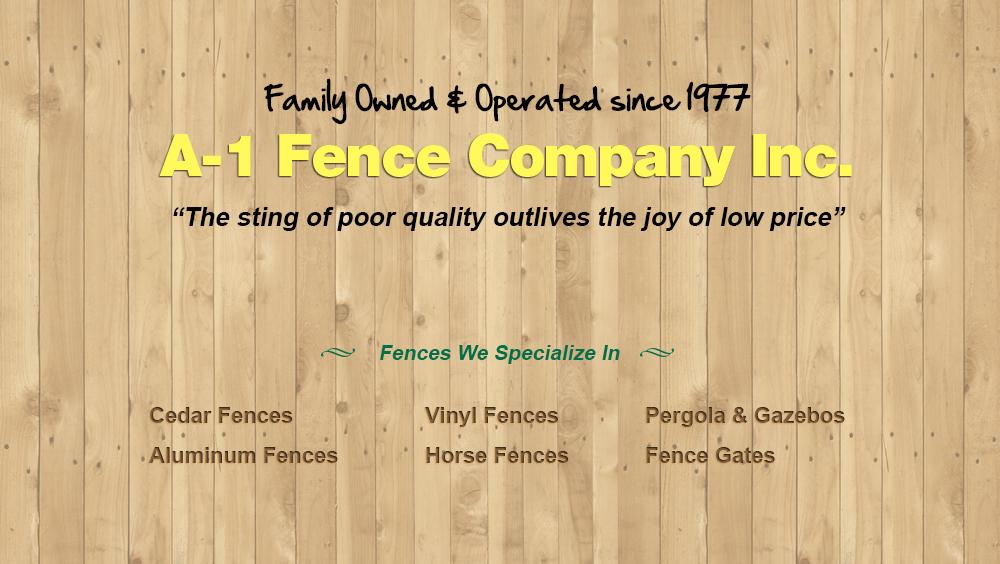 Family Owned & Operated since 1977
A-1 Fence Company Inc.
“The sting of poor quality outlives the joy of low price”
Fences We Specialize In
Cedar Fences Vinyl Fences Pergola & Gazebos
Aluminum Fences Horse Fences Fence Gates